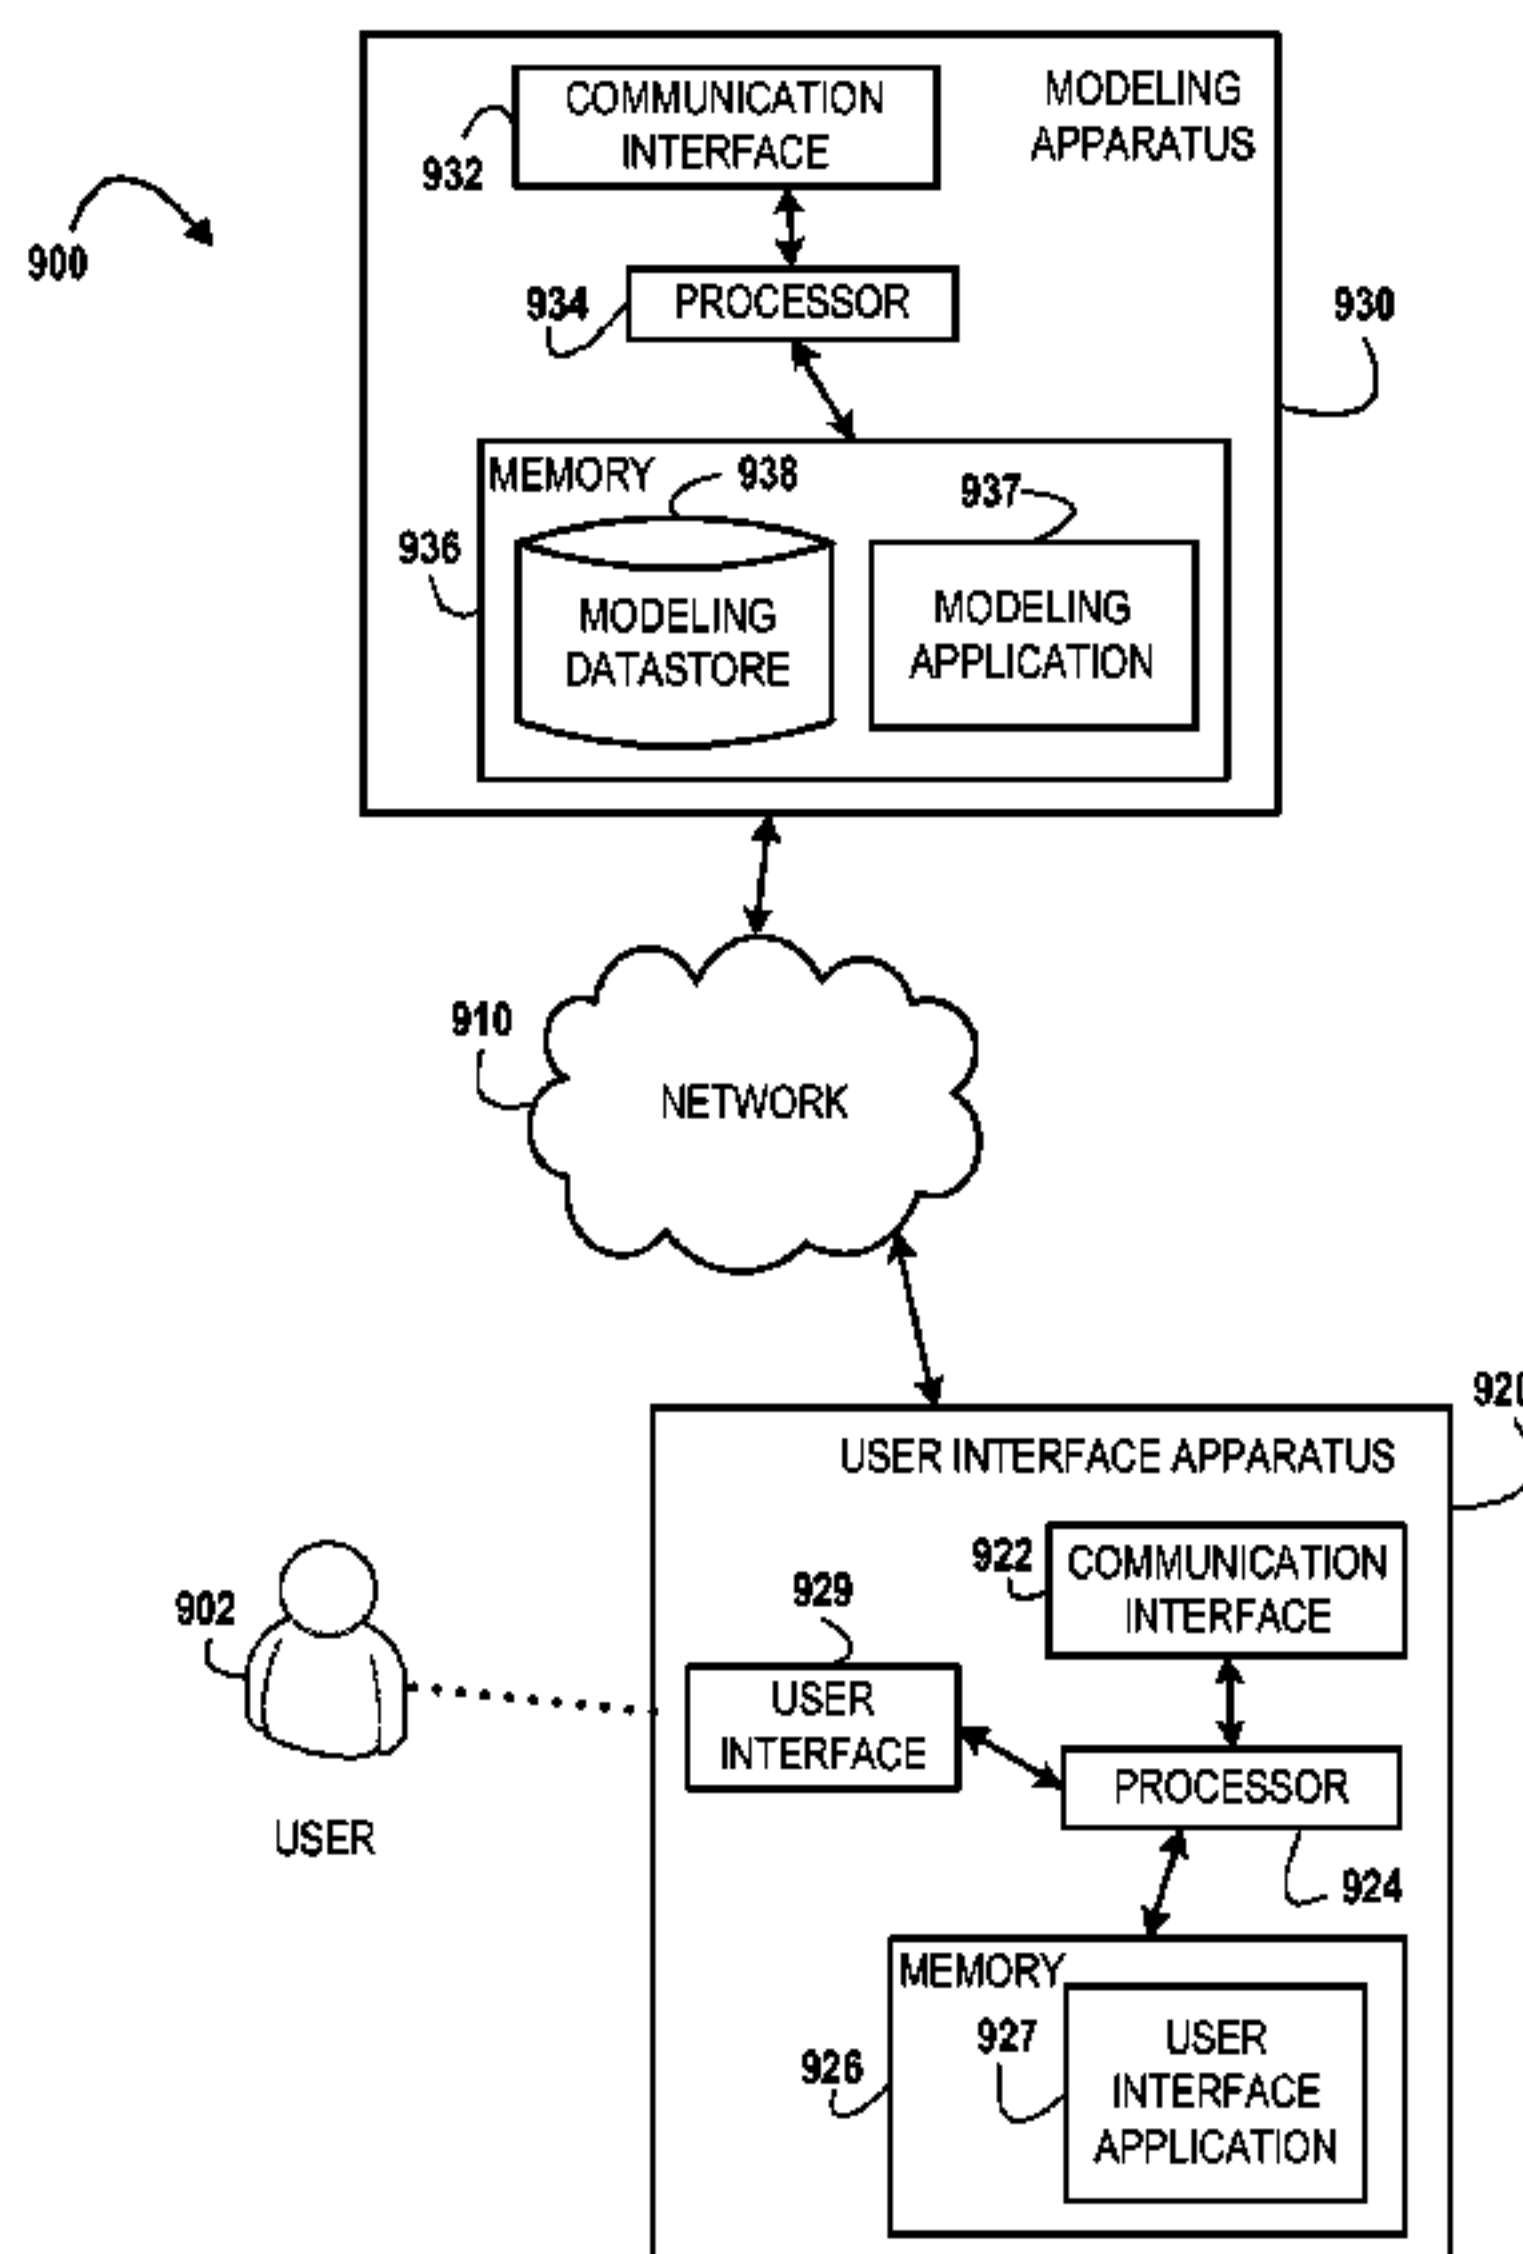 COMMUNICATION
INTERFACE
MODELING
APPARATUS
932
900
934
PROCESSOR
930
MEMORY
938
937
936
MODELING
DATASTORE
MODELING
APPLICATION
910
NETWORK
920
USER INTERFACE APPARATUS
922
COMMUNICATION
INTERFACE
929
902
USER
INTERFACE
PROCESSOR
USER
924
MEMORY
927
926
USER
INTERFACE
APPLICATION